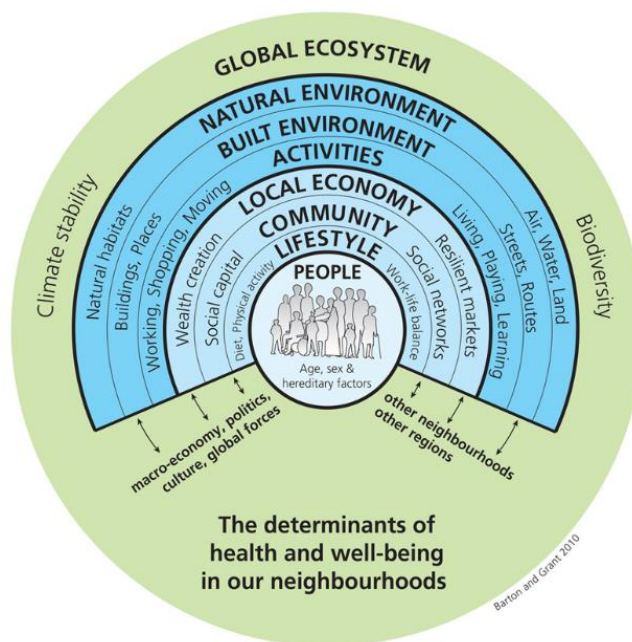 GLOBAL ECOSYSTEM
NATURAL ENVIRONMENT
BUILT ENVIRONMENT
ACTIVITIES
LOCAL ECONOMY
COMMUNITY
LIFESTYLE
PEOPLE
Age, sex &
hereditary factors
Climate stability
Natural habitats
Buildings, Places
Working, Shopping, Moving
Wealth creation
Social capital
Diet, Physical activity
Work-life balance
Social networks
Resilient markets
Living, Playing, Learning
Streets, Routes
Air, Water, Land
Biodiversity
macro-economy, politics,
culture, global forces
other neighbourhoods
other regions
The determinants of
health and well-being
in our neighbourhoods
Barton and Grant 2010